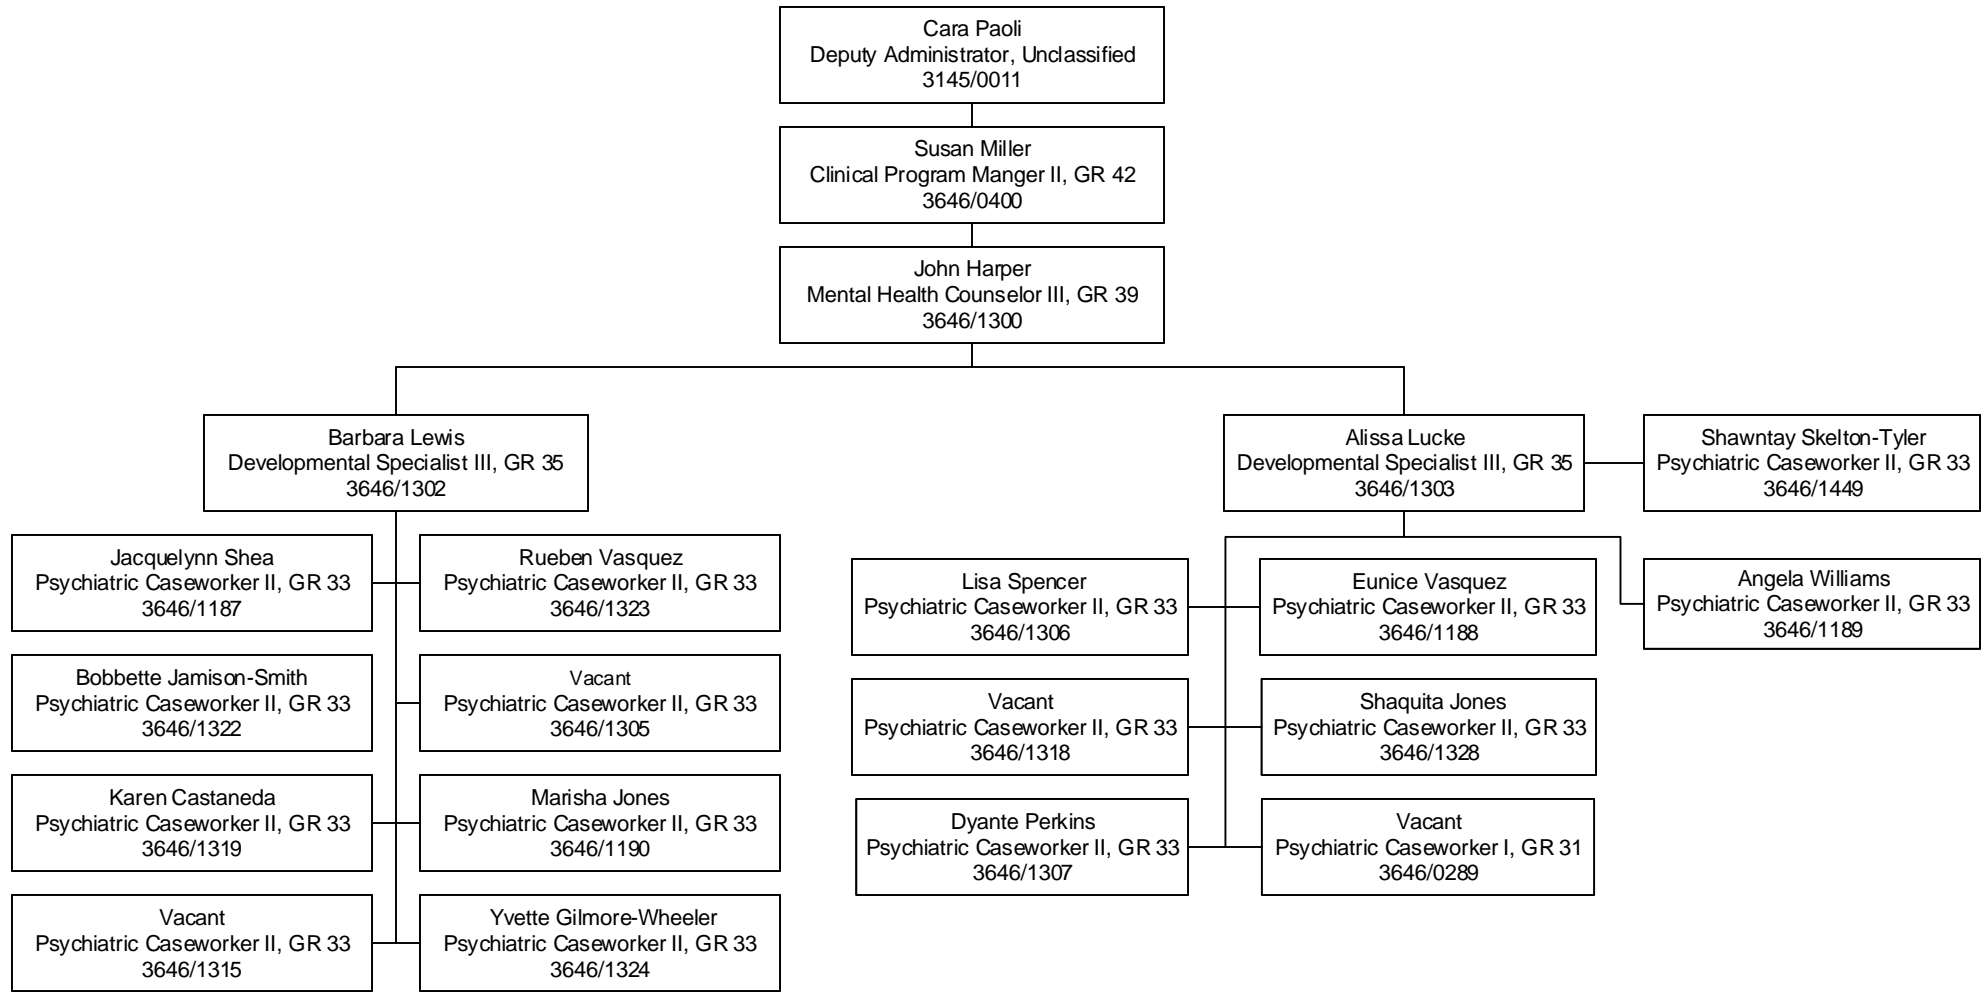 Cara Paoli
Deputy Administrator, Unclassified
3145/0011
Susan Miller
Clinical Program Manger II, GR 42
3646/0400
John Harper
Mental Health Counselor III, GR 39
3646/1300
Barbara Lewis
Developmental Specialist III, GR 35
3646/1302
Jacquelynn Shea
Psychiatric Caseworker II, GR 33
3646/1187
Rueben Vasquez
Psychiatric Caseworker II, GR 33
3646/1323
Bobbette Jamison-Smith
Psychiatric Caseworker II, GR 33
3646/1322
Vacant
Psychiatric Caseworker II, GR 33
3646/1305
Karen Castaneda
Psychiatric Caseworker II, GR 33
3646/1319
Marisha Jones
Psychiatric Caseworker II, GR 33
3646/1190
Vacant
Psychiatric Caseworker II, GR 33
3646/1315
Yvette Gilmore-Wheeler
Psychiatric Caseworker II, GR 33
3646/1324
Alissa Lucke
Developmental Specialist III, GR 35
3646/1303
Shawntay Skelton-Tyler
Psychiatric Caseworker II, GR 33
3646/1449
Lisa Spencer
Psychiatric Caseworker II, GR 33
3646/1306
Eunice Vasquez
Psychiatric Caseworker II, GR 33
3646/1188
Angela Williams
Psychiatric Caseworker II, GR 33
3646/1189
Vacant
Psychiatric Caseworker II, GR 33
3646/1318
Shaquita Jones
Psychiatric Caseworker II, GR 33
3646/1328
Dyante Perkins
Psychiatric Caseworker II, GR 33
3646/1307
Vacant
Psychiatric Caseworker I, GR 31
3646/0289